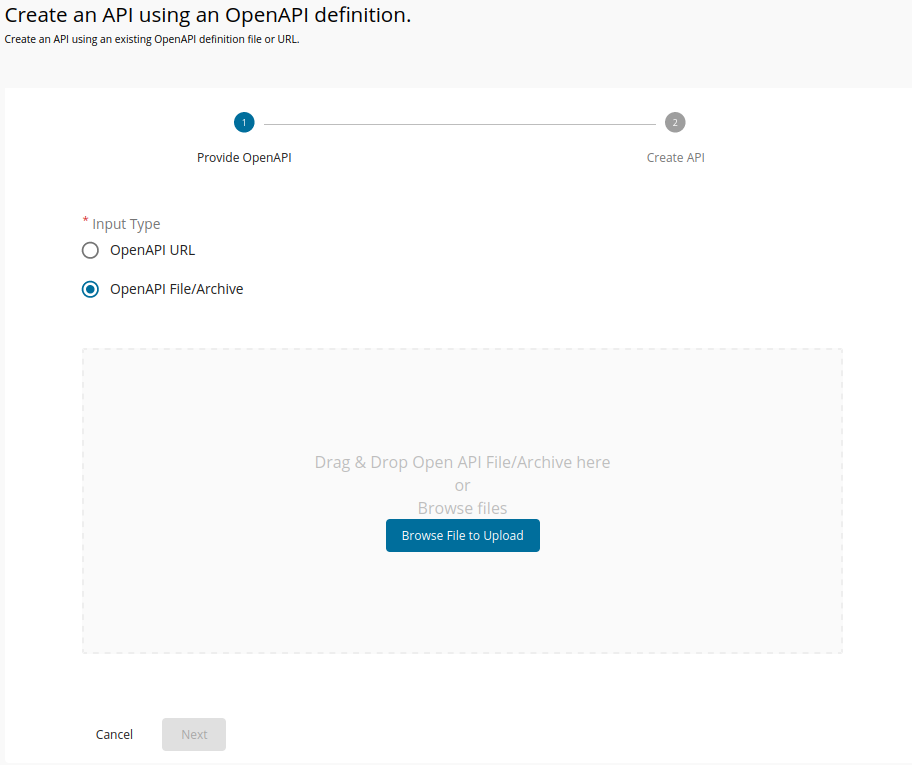 Create an API using an OpenAPI definition.
Create an API using an existing OpenAPI definition file or URL.
1
2
Provide OpenAPI
Create API
* Input Type
OpenAPI URL
OpenAPI File/Archive
Drag & Drop Open API File/Archive here
or
Browse files
Browse File to Upload
Cancel
Next